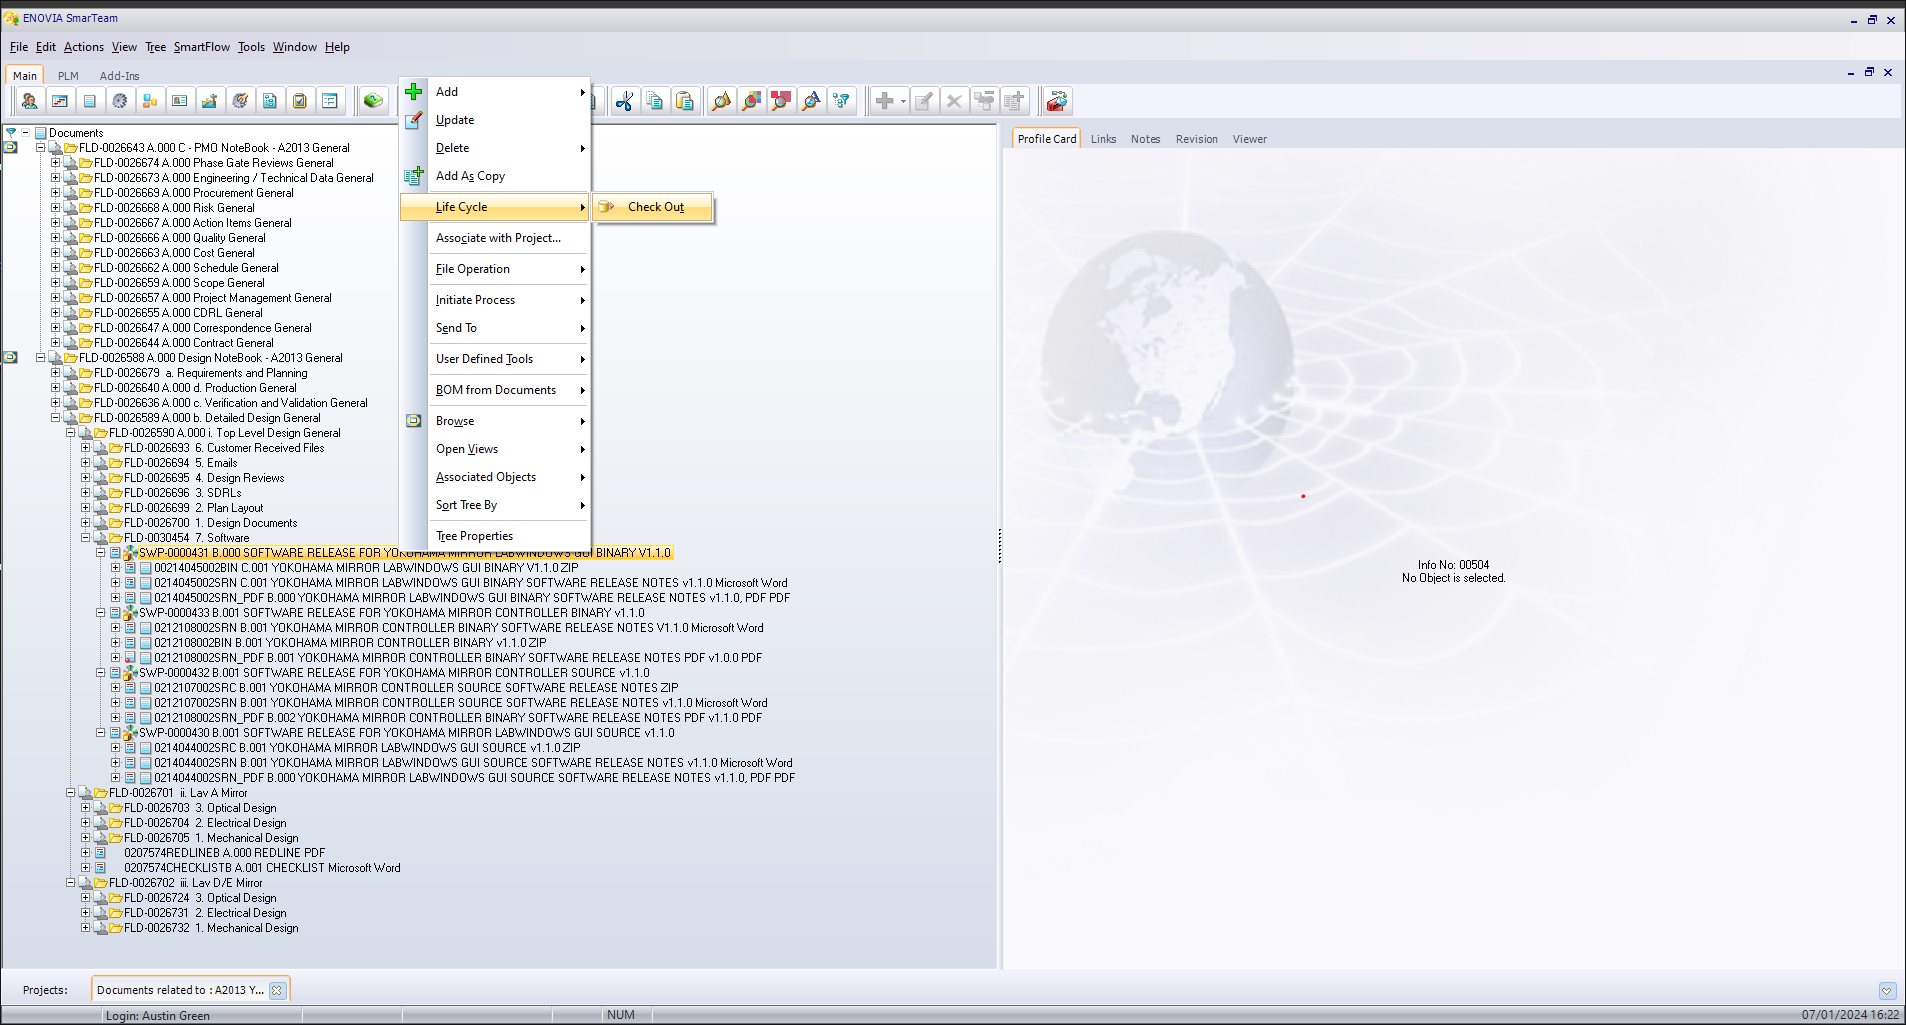 ENOVIA SmarTeam
File Edit Actions View Tree SmartFlow Tools Window Help
Main PLM Add-Ins
Documents
FLD-0026643 A.000 C - PMO NoteBook - A2013 General
FLD-0026674 A.000 Phase Gate Reviews General
FLD-0026673 A.000 Engineering / Technical Data General
FLD-0026669 A.000 Procurement General
FLD-0026668 A.000 Risk General
FLD-0026667 A.000 Action Items General
FLD-0026666 A.000 Quality General
FLD-0026663 A.000 Cost General
FLD-0026662 A.000 Schedule General
FLD-0026659 A.000 Scope General
FLD-0026657 A.000 Project Management General
FLD-0026655 A.000 CDRL General
FLD-0026647 A.000 Correspondence General
FLD-0026644 A.000 Contract General
FLD-0026588 A.000 Design NoteBook - A2013 General
FLD-0026679 a. Requirements and Planning
FLD-0026640 A.000 d. Production General
FLD-0026636 A.000 c. Verification and Validation General
FLD-0026589 A.000 b. Detailed Design General
FLD-0026590 A.000 i. Top Level Design General
FLD-0026693 6. Customer Received Files
FLD-0026694 5. Emails
FLD-0026695 4. Design Reviews
FLD-0026696 3. SDRLs
FLD-0026699 2. Plan Layout
FLD-0026700 1. Design Documents
FLD-0030454 7. Software
SWP-0000431 B.000 SOFTWARE RELEASE FOR YOKOHAMA MIRROR LABWINDOWS GUI BINARY V1.1.0
00214045002BIN C.001 YOKOHAMA MIRROR LABWINDOWS GUI BINARY V1.1.0 ZIP
0214045002SRN C.001 YOKOHAMA MIRROR LABWINDOWS GUI BINARY SOFTWARE RELEASE NOTES v1.1.0 Microsoft Word
0214045002SRN_PDF B.000 YOKOHAMA MIRROR LABWINDOWS GUI BINARY SOFTWARE RELEASE NOTES v1.1.0, PDF PDF
SWP-0000433 B.001 SOFTWARE RELEASE FOR YOKOHAMA MIRROR CONTROLLER BINARY v1.1.0
0212108002SRN B.001 YOKOHAMA MIRROR CONTROLLER BINARY SOFTWARE RELEASE NOTES V1.1.0 Microsoft Word
0212108002BIN B.001 YOKOHAMA MIRROR CONTROLLER BINARY v1.1.0 ZIP
0212108002SRN_PDF B.001 YOKOHAMA MIRROR CONTROLLER BINARY SOFTWARE RELEASE NOTES PDF v1.0.0 PDF
SWP-0000432 B.001 SOFTWARE RELEASE FOR YOKOHAMA MIRROR CONTROLLER SOURCE v1.1.0
0212107002SRC B.001 YOKOHAMA MIRROR CONTROLLER SOURCE SOFTWARE RELEASE NOTES ZIP
0212107002SRN B.001 YOKOHAMA MIRROR CONTROLLER SOURCE SOFTWARE RELEASE NOTES v1.1.0 Microsoft Word
0212108002SRN_PDF B.002 YOKOHAMA MIRROR CONTROLLER BINARY SOFTWARE RELEASE NOTES PDF v1.1.0 PDF
SWP-0000430 B.001 SOFTWARE RELEASE FOR YOKOHAMA MIRROR LABWINDOWS GUI SOURCE v1.1.0
0214044002SRC B.001 YOKOHAMA MIRROR LABWINDOWS GUI SOURCE v1.1.0 ZIP
0214044002SRN B.001 YOKOHAMA MIRROR LABWINDOWS GUI SOURCE SOFTWARE RELEASE NOTES v1.1.0 Microsoft Word
0214044002SRN_PDF B.000 YOKOHAMA MIRROR LABWINDOWS GUI SOURCE SOFTWARE RELEASE NOTES v1.1.0, PDF PDF
FLD-0026701 ii. Lav A Mirror
FLD-0026703 3. Optical Design
FLD-0026704 2. Electrical Design
FLD-0026705 1. Mechanical Design
0207574REDLINEB A.000 REDLINE PDF
0207574CHECKLISTB A.001 CHECKLIST Microsoft Word
FLD-0026702 iii. Lav D/E Mirror
FLD-0026724 3. Optical Design
FLD-0026731 2. Electrical Design
FLD-0026732 1. Mechanical Design
Add
Update
Delete
Add As Copy
Life Cycle
Check Out
Associate with Project...
File Operation
Initiate Process
Send To
User Defined Tools
BOM from Documents
Browse
Open Views
Associated Objects
Sort Tree By
Tree Properties
Profile Card Links Notes Revision Viewer
Info No: 00504
No Object is selected.
Projects: Documents related to : A2013 Y...
Login: Austin Green NUM 07/01/2024 16:22